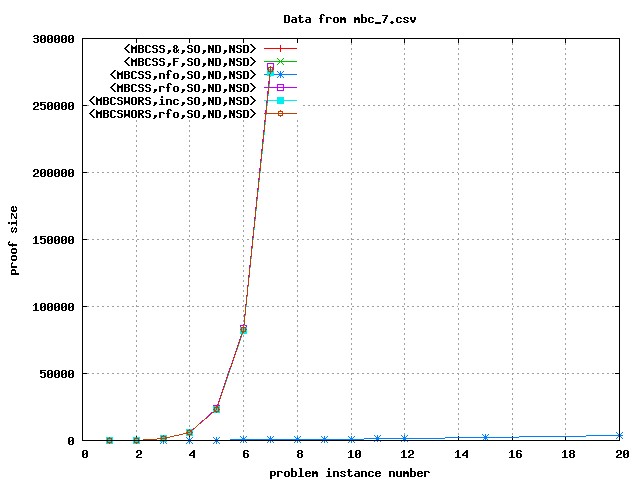 Data from mbc_7.csv
300000
250000
200000
150000
100000
50000
0
proof size
<MBCSS,&,SO,ND,NSD>
<MBCSS,F,SO,ND,NSD>
<MBCSS,nfo,SO,ND,NSD>
<MBCSS,rfo,SO,ND,NSD>
<MBCSWORS,inc,SO,ND,NSD>
<MBCSWORS,rfo,SO,ND,NSD>
0 2 4 6 8 10 12 14 16 18 20
problem instance number